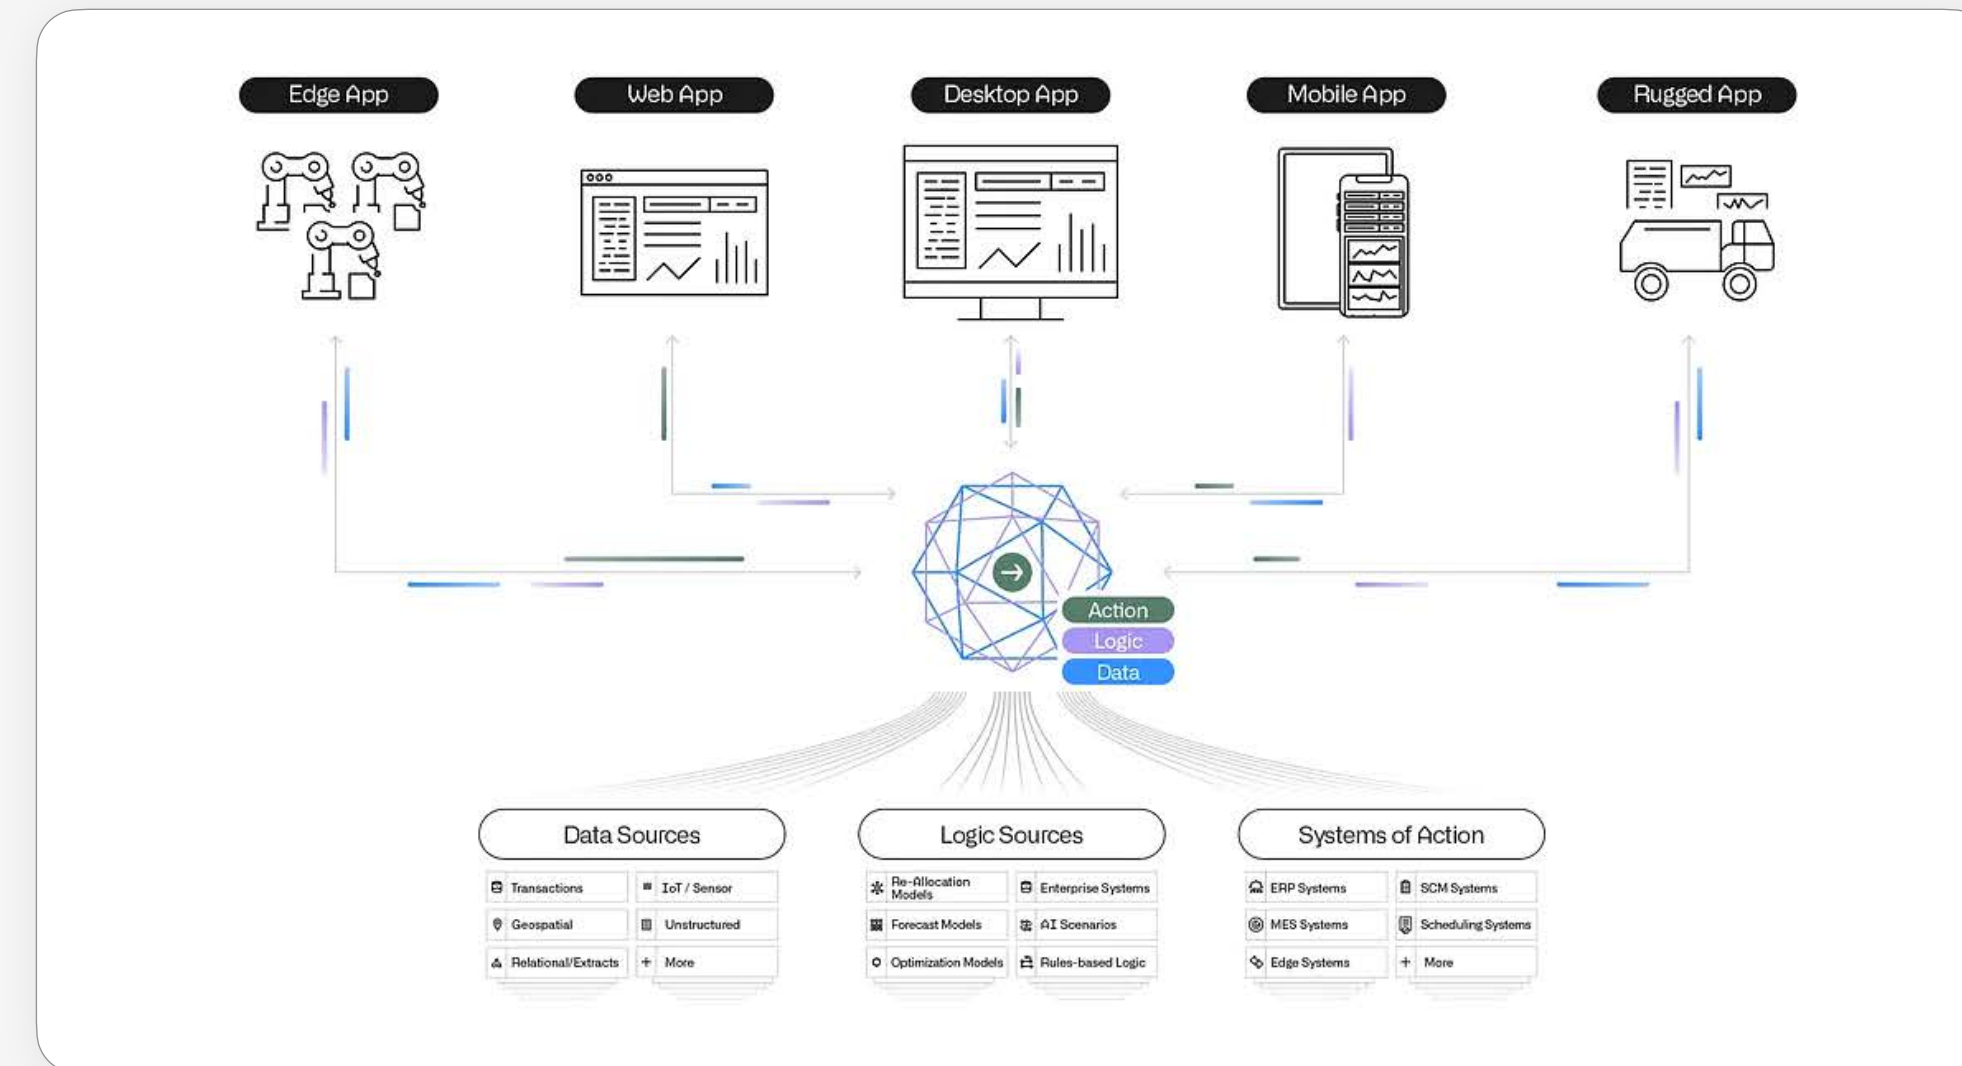 Edge App
Web App
Desktop App
Mobile App
Rugged App
Action
Logic
Data
Data Sources
Transactions
IoT / Sensor
Geospatial
Unstructured
Relational/Extracts
More
Logic Sources
Re-Allocation
Models
Enterprise Systems
Forecast Models
AI Scenarios
Optimization Models
Rules-based Logic
Systems of Action
ERP Systems
SCM Systems
MES Systems
Scheduling Systems
Edge Systems
More